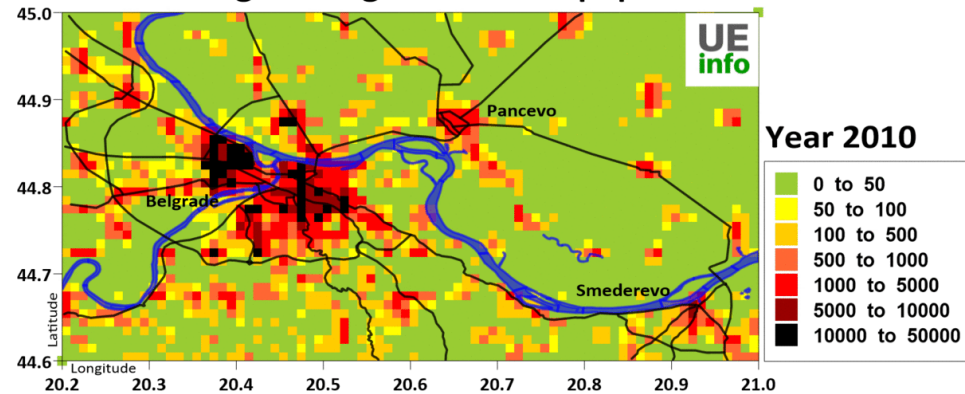 45.0
UE
info
44.9
Pancevo
Year 2010
0 to 50
44.8
50 to 100
Belgrade
100 to 500
500 to 1000
44.7
1000 to 5000
Smederevo
5000 to 10000
Latitude
10000 to 50000
44.6
Longitude
20.2 20.3 20.4 20.5 20.6 20.7 20.8 20.9 21.0